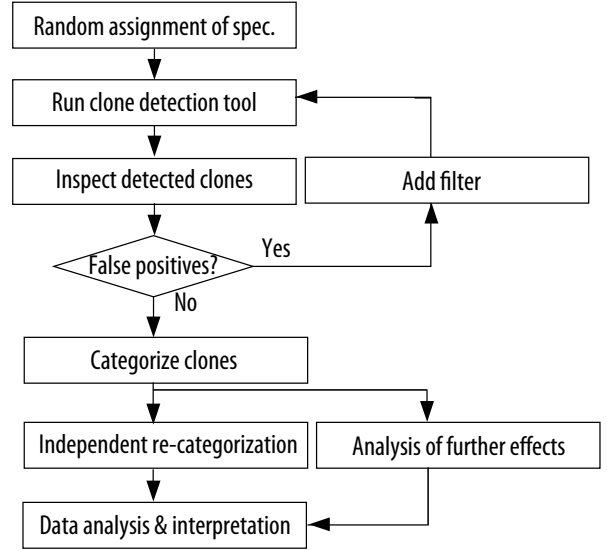 Random assignment of spec.
Run clone detection tool
Inspect detected clones
Add filter
False positives?
Yes
No
Categorize clones
Independent re-categorization
Analysis of further effects
Data analysis & interpretation